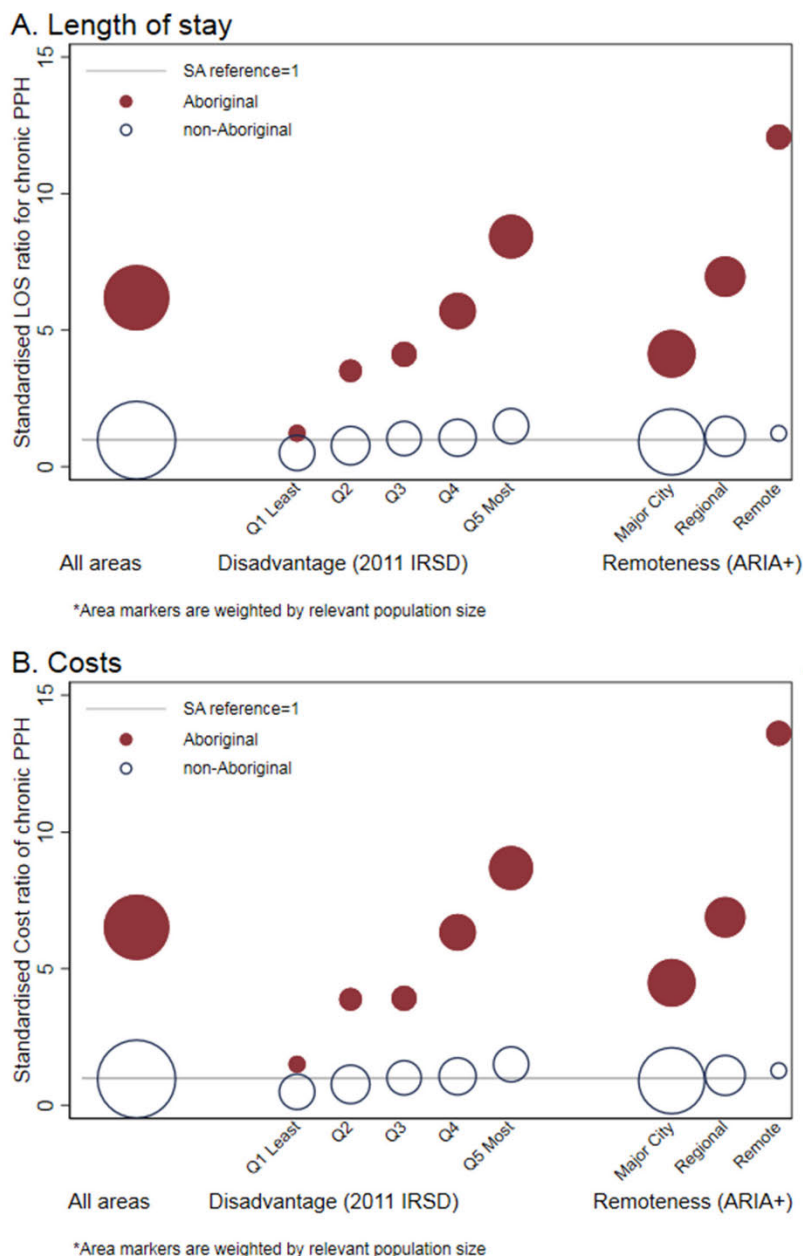 A. Length of stay
15
10
5
0
Standardised LOS ratio for chronic PPH
SA reference=1
Aboriginal
non-Aboriginal
Q1 Least
Q2
Q3
Q4
Q5 Most
Major City
Regional
Remote
All areas
Disadvantage (2011 IRSD)
Remoteness (ARIA+)
*Area markers are weighted by relevant population size
B. Costs
15
10
5
0
Standardised Cost ratio of chronic PPH
SA reference=1
Aboriginal
non-Aboriginal
Q1 Least
Q2
Q3
Q4
Q5 Most
Major City
Regional
Remote
All areas
Disadvantage (2011 IRSD)
Remoteness (ARIA+)
*Area markers are weighted by relevant population size